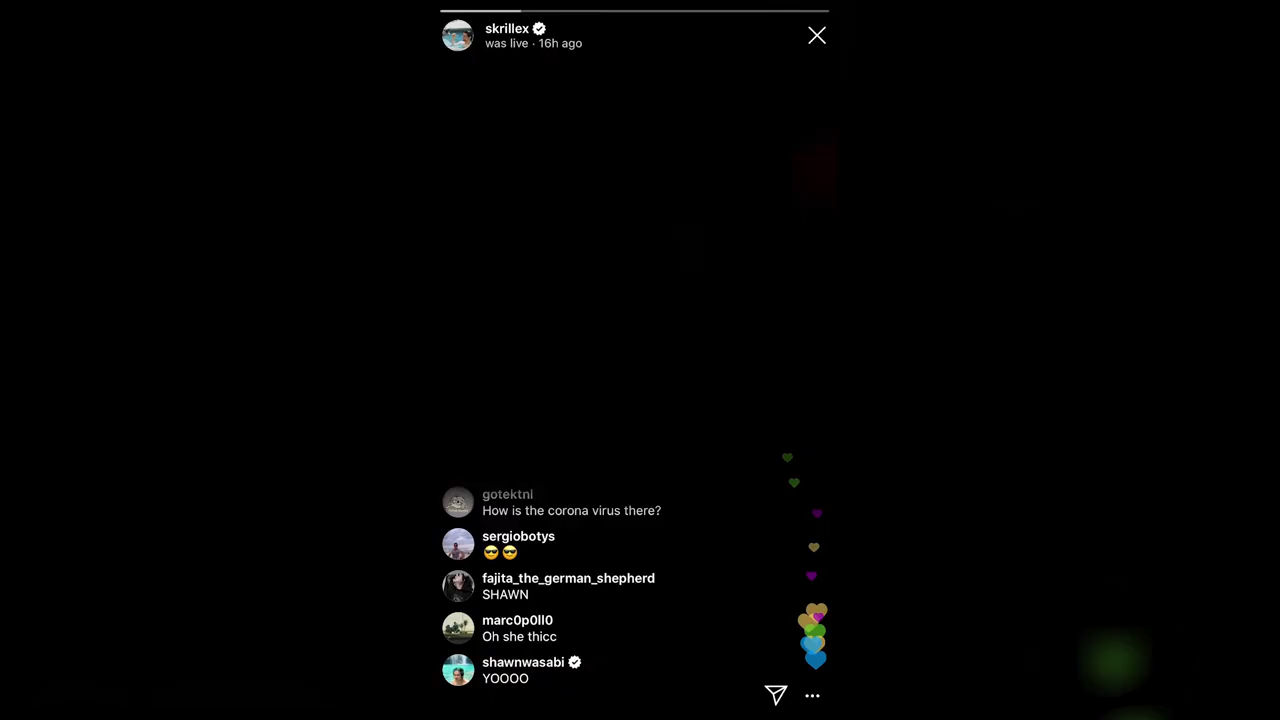 skrillex
was live · 16h ago
gotektnl
How is the corona virus there?
sergiobotys
😎😎
fajita_the_german_shepherd
SHAWN
marc0p0ll0
Oh she thicc
shawnwasabi
YOOOO